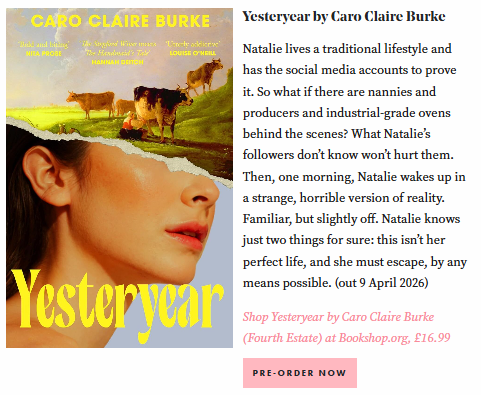 CARO CLAIRE BURKE
'Bold and biting'
NITA PROSE
'The Stepford Wives meets
The Handmaid's Tale'
HANNAH BEER
'Utterly addictive'
LOUISE O'NEILL
Yesteryear
Yesteryear by Caro Claire Burke
Natalie lives a traditional lifestyle and
has the social media accounts to prove
it. So what if there are nannies and
producers and industrial-grade ovens
behind the scenes? What Natalie's
followers don't know won't hurt them.
Then, one morning, Natalie wakes up in
a strange, horrible version of reality.
Familiar, but slightly off. Natalie knows
just two things for sure: this isn't her
perfect life, and she must escape, by any
means possible. (out 9 April 2026)
Shop Yesteryear by Caro Claire Burke
(Fourth Estate) at Bookshop.org, £16.99
PRE-ORDER NOW